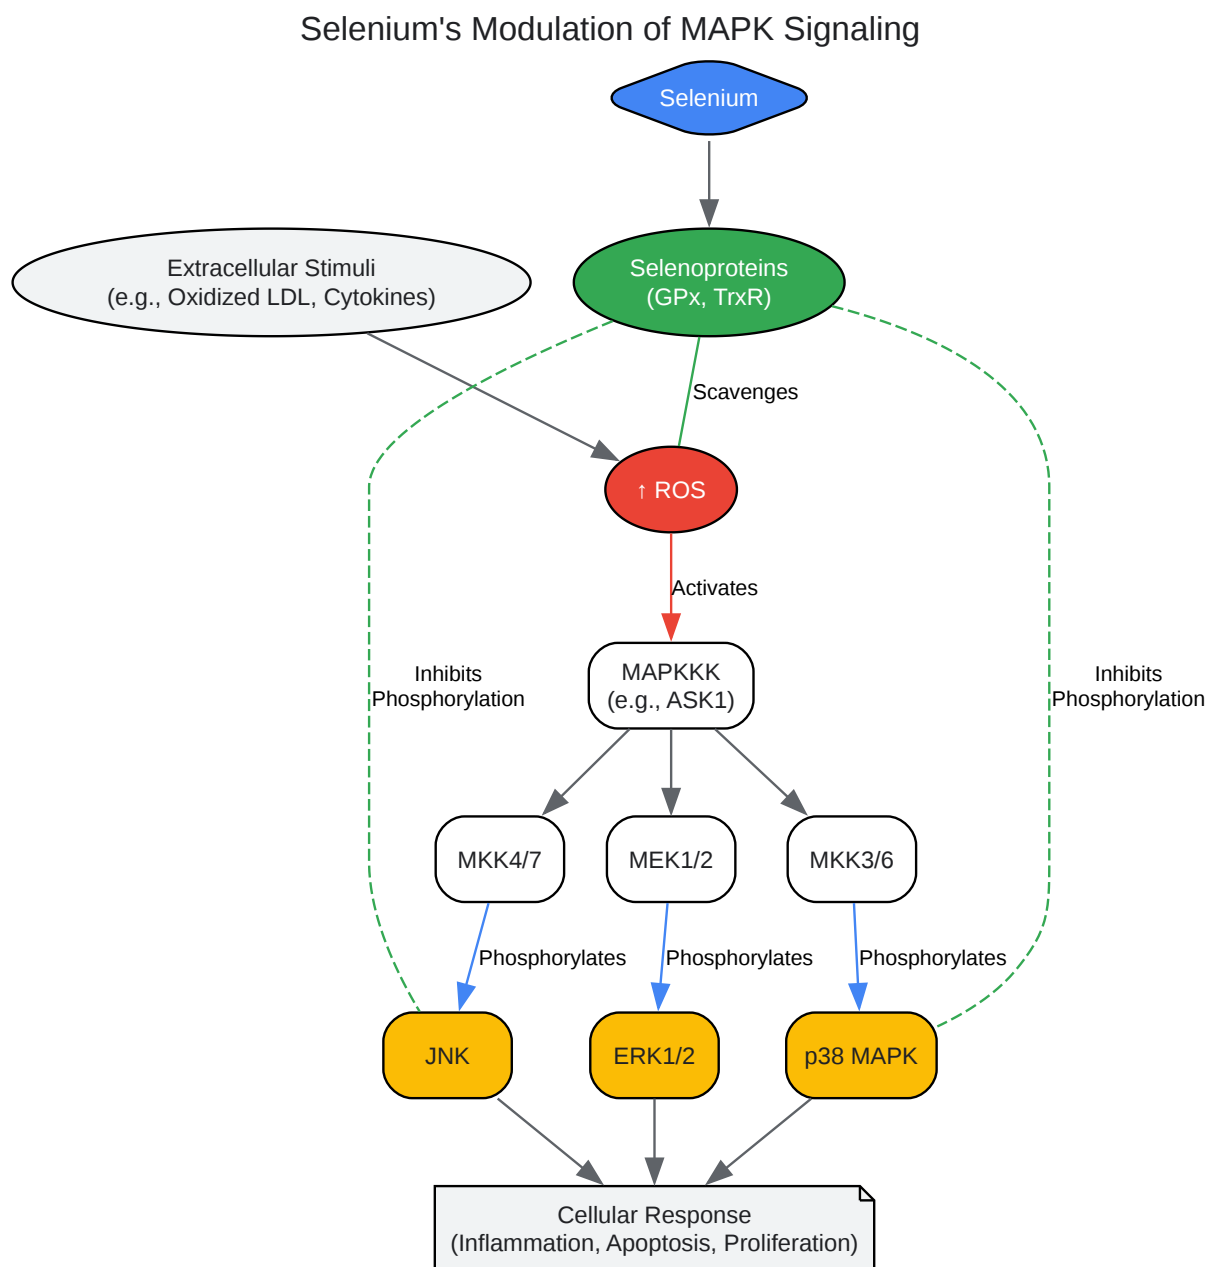 Selenium's Modulation of MAPK Signaling
Selenium
Extracellular Stimuli
(e.g., Oxidized LDL, Cytokines)
Selenoproteins
(GPx, TrxR)
Scavenges
↑ ROS
Activates
Inhibits
Phosphorylation
MAPKKK
(e.g., ASK1)
Inhibits
Phosphorylation
MKK4/7
MEK1/2
MKK3/6
Phosphorylates
Phosphorylates
Phosphorylates
JNK
ERK1/2
p38 MAPK
Cellular Response
(Inflammation, Apoptosis, Proliferation)